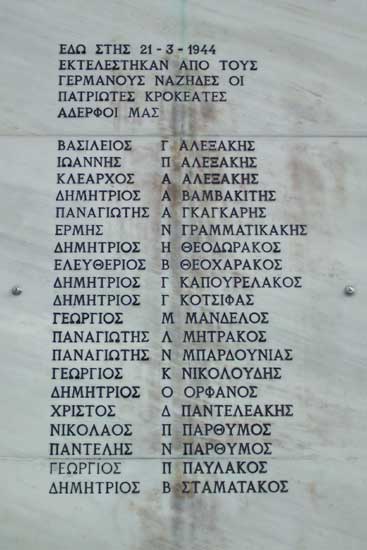 ΕΔΩ ΣΤΗΣ 21-3-1944
ΕΚΤΕΛΕΣΤΗΚΑΝ ΑΠΟ ΤΟΥΣ
ΓΕΡΜΑΝΟΥΣ ΝΑΖΗΔΕΣ ΟΙ
ΠΑΤΡΙΩΤΕΣ ΚΡΟΚΕΑΤΕΣ
ΑΔΕΡΦΟΙ ΜΑΣ
ΒΑΣΙΛΕΙΟΣ Γ ΑΛΕΞΑΚΗΣ
ΙΩΑΝΝΗΣ Π ΑΛΕΞΑΚΗΣ
ΚΛΕΑΡΧΟΣ Α ΑΛΕΞΑΚΗΣ
ΔΗΜΗΤΡΙΟΣ Α ΒΑΜΒΑΚΙΤΗΣ
ΠΑΝΑΓΙΩΤΗΣ Α ΓΚΑΓΚΑΡΗΣ
ΕΡΜΗΣ Ν ΓΡΑΜΜΑΤΙΚΑΚΗΣ
ΔΗΜΗΤΡΙΟΣ Η ΘΕΟΔΩΡΑΚΟΣ
ΕΛΕΥΘΕΡΙΟΣ Β ΘΕΟΧΑΡΑΚΟΣ
ΔΗΜΗΤΡΙΟΣ Γ ΚΑΠΟΥΡΕΛΑΚΟΣ
ΔΗΜΗΤΡΙΟΣ Γ ΚΟΤΣΙΦΑΣ
ΓΕΩΡΓΙΟΣ Μ ΜΑΝΔΕΛΟΣ
ΠΑΝΑΓΙΩΤΗΣ Λ ΜΗΤΡΑΚΟΣ
ΠΑΝΑΓΙΩΤΗΣ Ν ΜΠΑΡΔΟΥΝΙΑΣ
ΓΕΩΡΓΙΟΣ Κ ΝΙΚΟΛΟΥΔΗΣ
ΔΗΜΗΤΡΙΟΣ Ο ΟΡΦΑΝΟΣ
ΧΡΙΣΤΟΣ Δ ΠΑΝΤΕΛΕΑΚΗΣ
ΝΙΚΟΛΑΟΣ Π ΠΑΡΘΥΜΟΣ
ΠΑΝΤΕΛΗΣ Ν ΠΑΡΘΥΜΟΣ
ΓΕΩΡΓΙΟΣ Π ΠΑΥΛΑΚΟΣ
ΔΗΜΗΤΡΙΟΣ Β ΣΤΑΜΑΤΑΚΟΣ